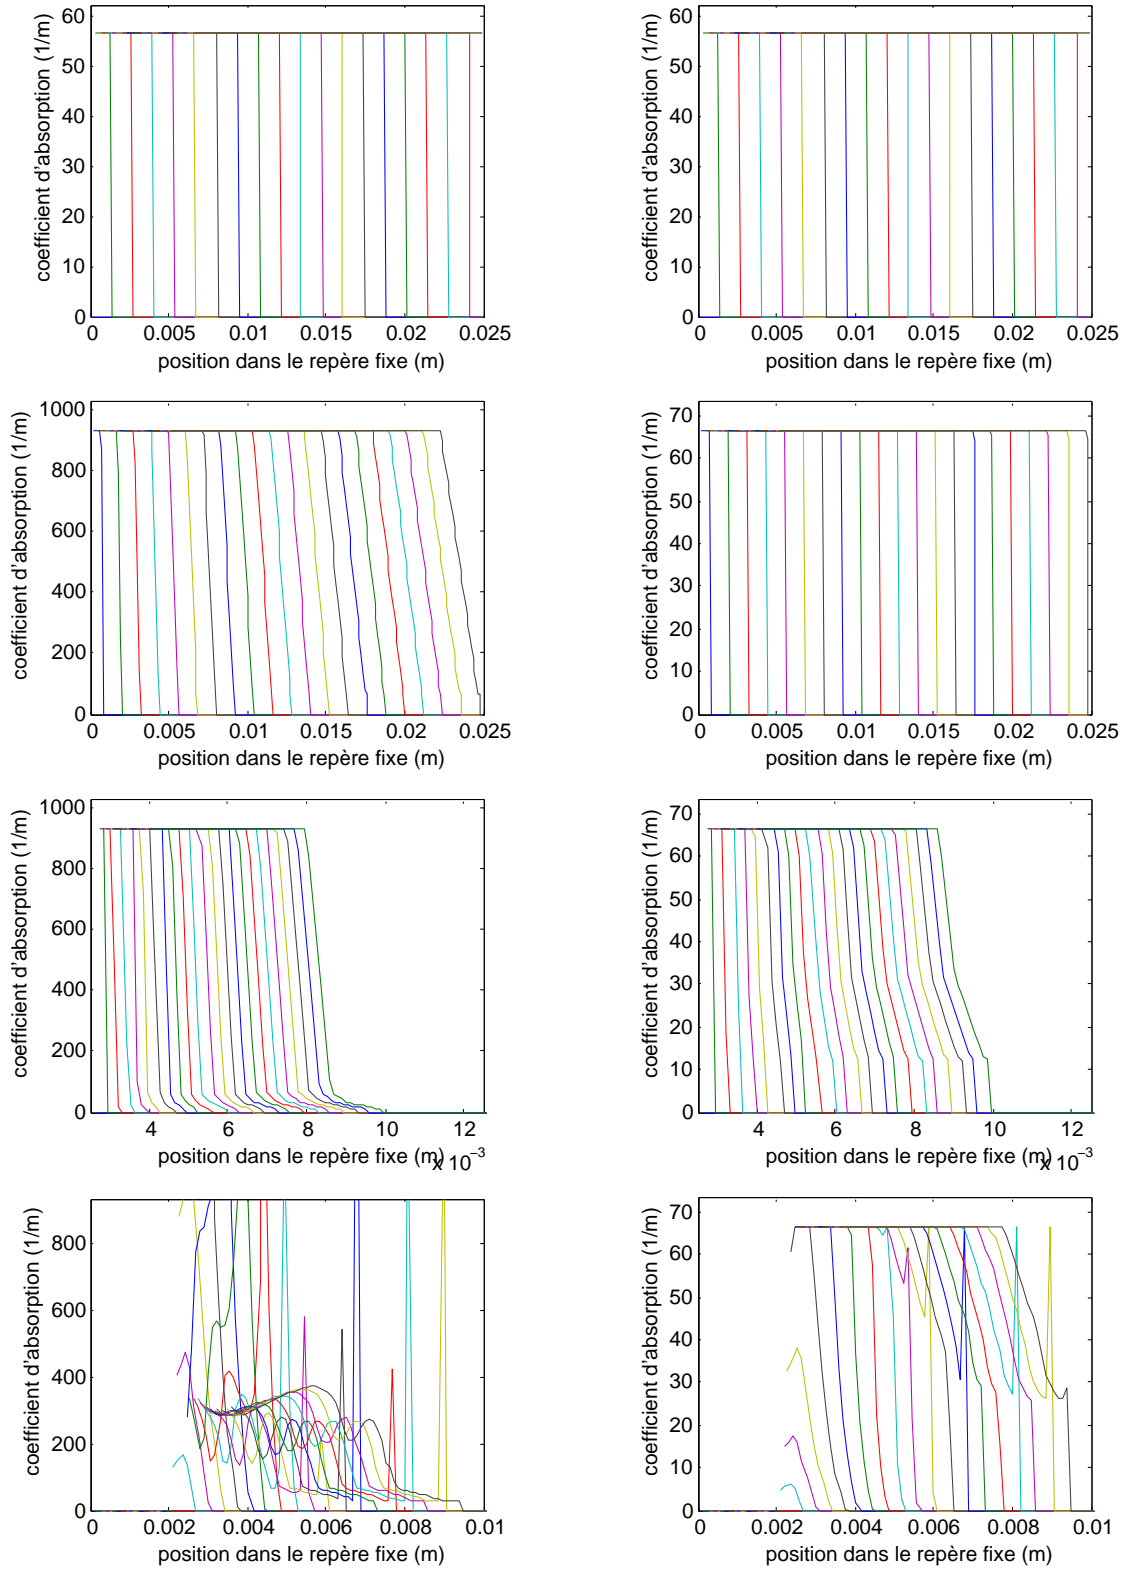 60
50
40
30
20
10
0
coefficient d'absorption (1/m)
0 0.005 0.01 0.015 0.02 0.025
position dans le repère fixe (m)
60
50
40
30
20
10
0
coefficient d'absorption (1/m)
0 0.005 0.01 0.015 0.02 0.025
position dans le repère fixe (m)
1000
800
600
400
200
0
coefficient d'absorption (1/m)
0 0.005 0.01 0.015 0.02 0.025
position dans le repère fixe (m)
70
60
50
40
30
20
10
0
coefficient d'absorption (1/m)
0 0.005 0.01 0.015 0.02 0.025
position dans le repère fixe (m)
1000
800
600
400
200
0
coefficient d'absorption (1/m)
4 6 8 10 12
position dans le repère fixe (m)
x 10⁻³
70
60
50
40
30
20
10
0
coefficient d'absorption (1/m)
4 6 8 10 12
position dans le repère fixe (m)
x 10⁻³
800
600
400
200
0
coefficient d'absorption (1/m)
0 0.002 0.004 0.006 0.008 0.01
position dans le repère fixe (m)
70
60
50
40
30
20
10
0
coefficient d'absorption (1/m)
0 0.002 0.004 0.006 0.008 0.01
position dans le repère fixe (m)